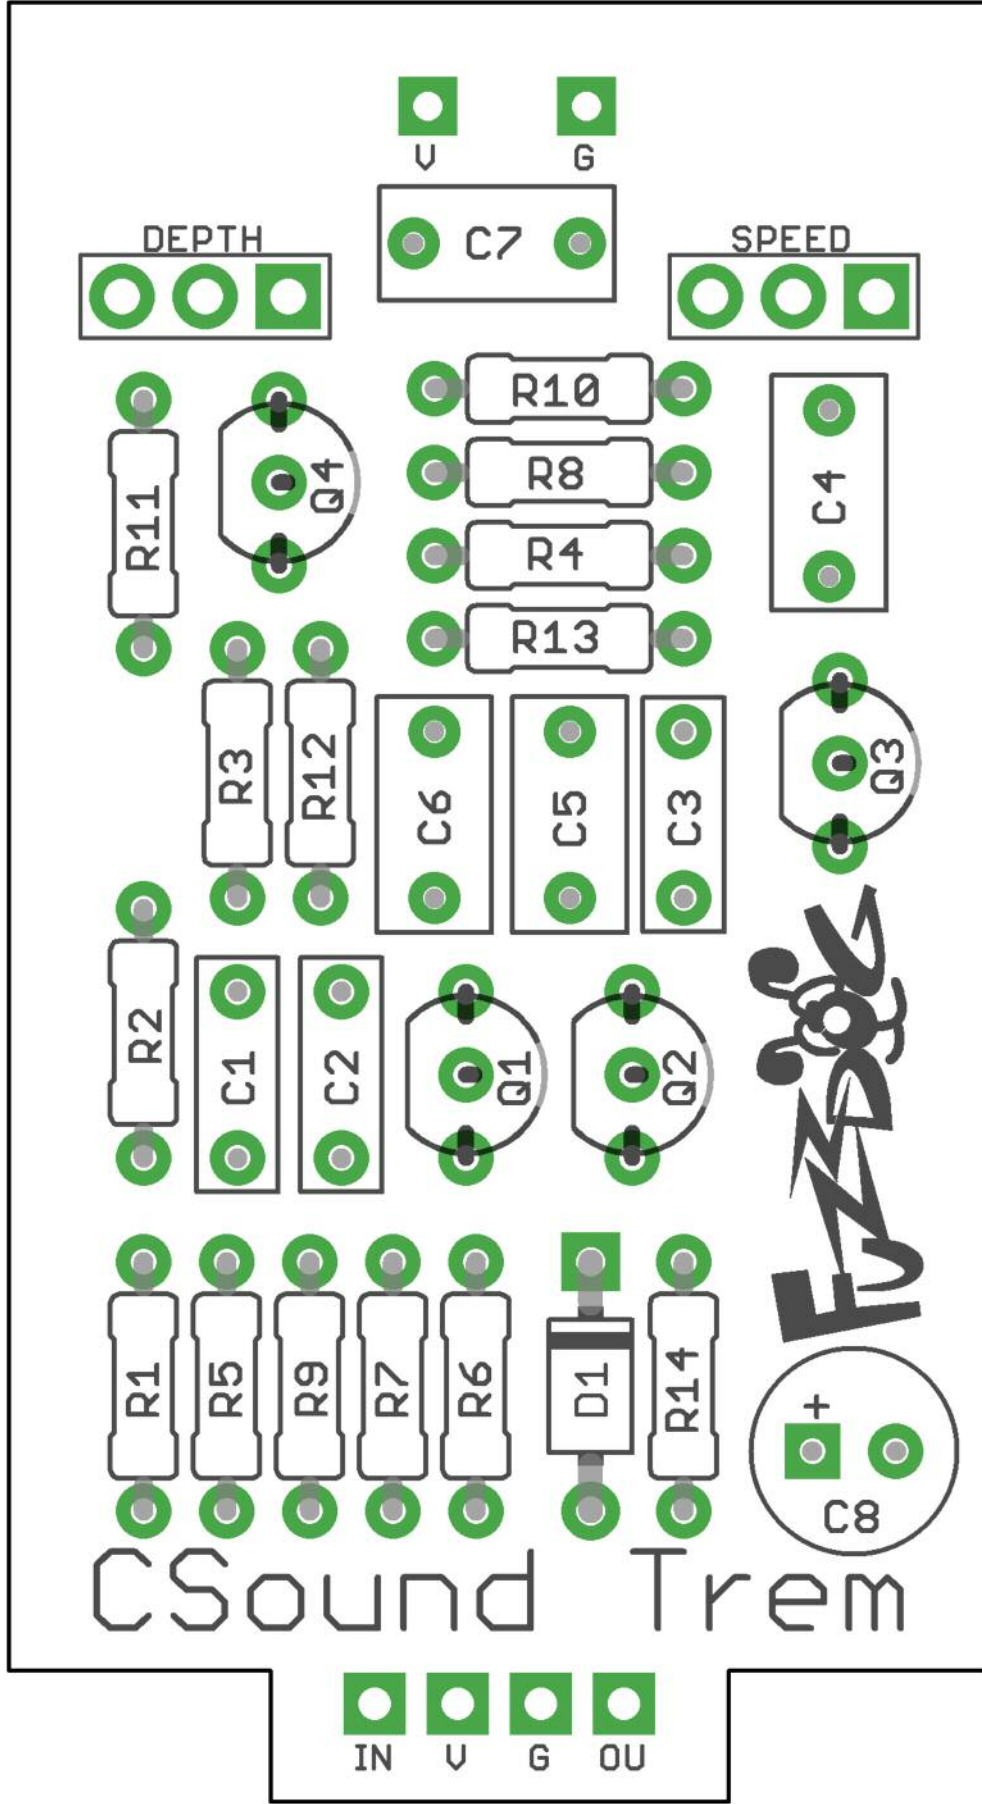 V G
C7
DEPTH SPEED
R10
R8
R4
R13
R11
Q4
C4
R3
R12
C6
C5
C3
Q3
R2
C1
C2
Q1
Q2
FuzzDog
R1
R5
R9
R7
R6
D1
R14
+
C8
CSound Trem
IN V G OU